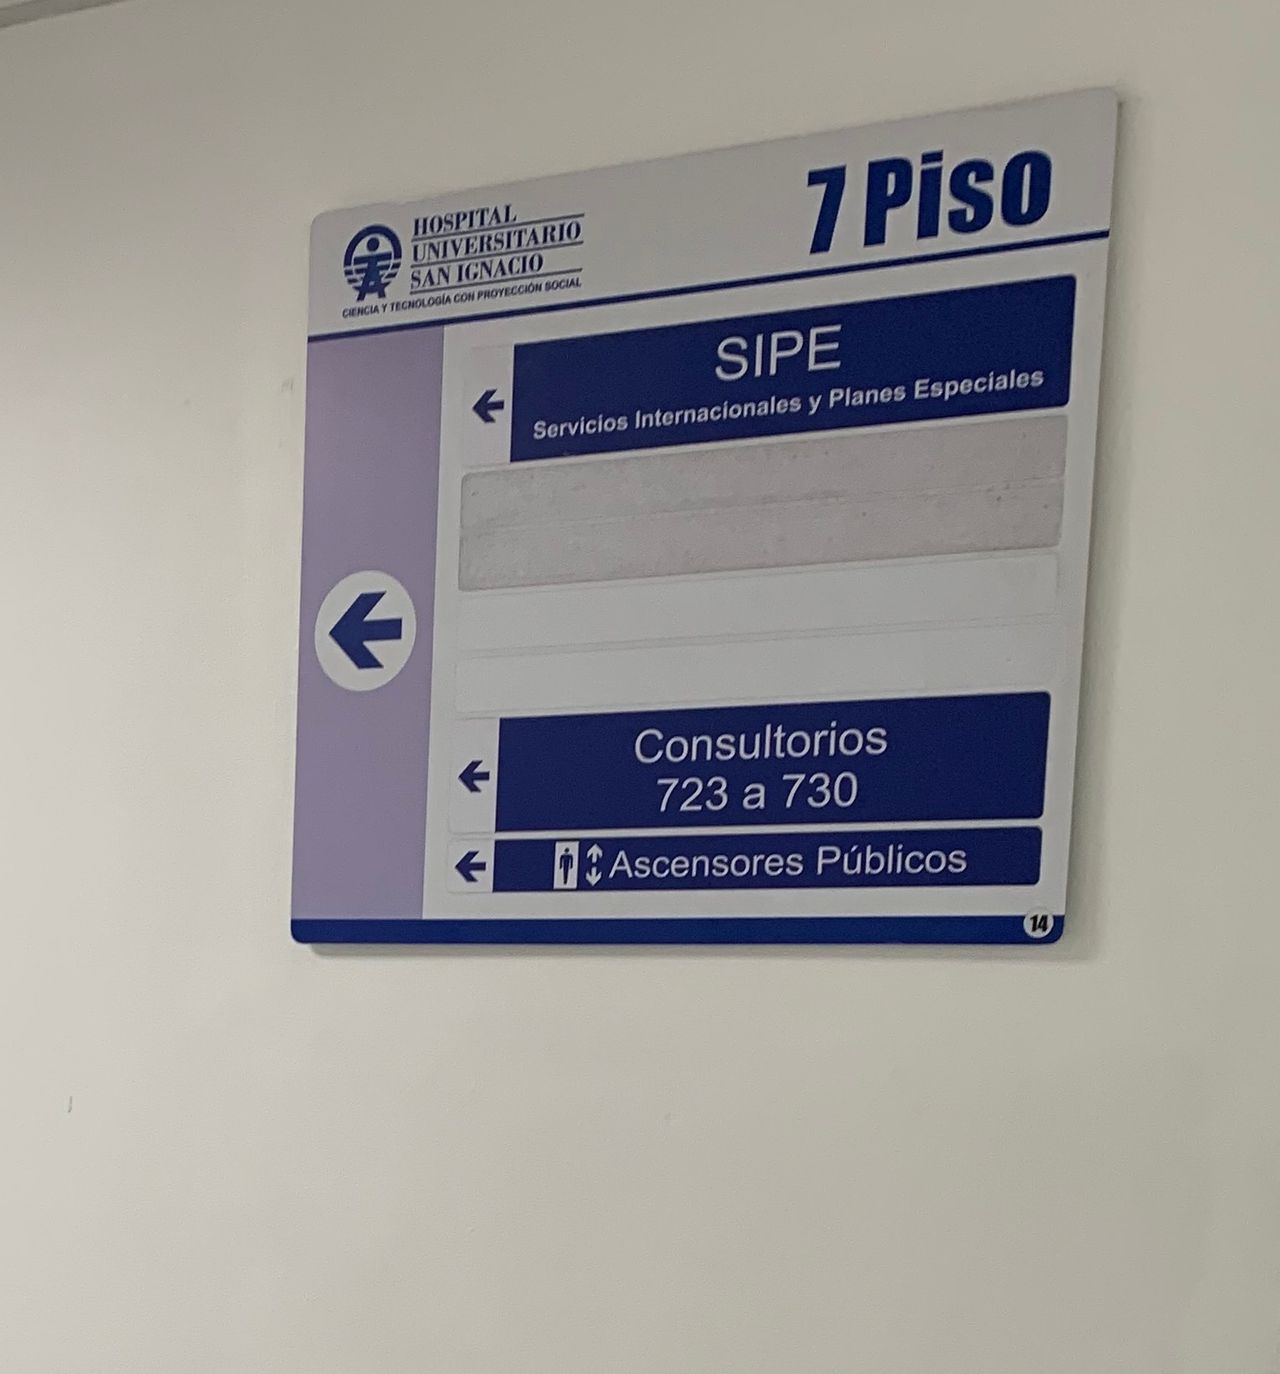 HOSPITAL
UNIVERSITARIO
SAN IGNACIO
CIENCIA Y TECNOLOGÍA CON PROYECCIÓN SOCIAL
7 Piso
SIPE
Servicios Internacionales y Planes Especiales
Consultorios
723 a 730
Ascensores Públicos
14